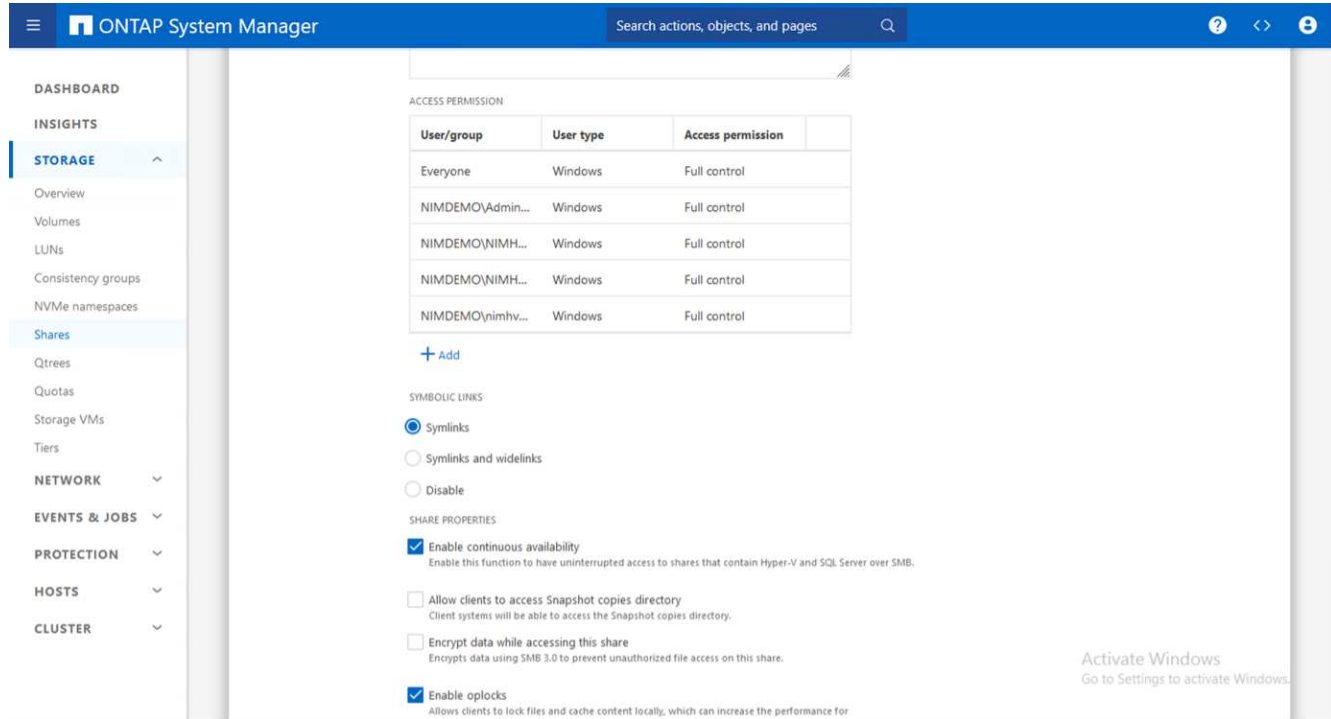 ONTAP System Manager
Search actions, objects, and pages
DASHBOARD
INSIGHTS
STORAGE
Overview
Volumes
LUNs
Consistency groups
NVMe namespaces
Shares
Qtrees
Quotas
Storage VMs
Tiers
NETWORK
EVENTS & JOBS
PROTECTION
HOSTS
CLUSTER
ACCESS PERMISSION
User/group User type Access permission
Everyone Windows Full control
NIMDEMO\Admin... Windows Full control
NIMDEMO\NIMH... Windows Full control
NIMDEMO\NIMH... Windows Full control
NIMDEMO\nimhv... Windows Full control
+ Add
SYMBOLIC LINKS
Symlinks
Symlinks and widelinks
Disable
SHARE PROPERTIES
Enable continuous availability
Enable this function to have uninterrupted access to shares that contain Hyper-V and SQL Server over SMB.
Allow clients to access Snapshot copies directory
Client systems will be able to access the Snapshot copies directory.
Encrypt data while accessing this share
Encrypts data using SMB 3.0 to prevent unauthorized file access on this share.
Enable oplocks
Allows clients to lock files and cache content locally, which can increase the performance for
Activate Windows
Go to Settings to activate Windows.